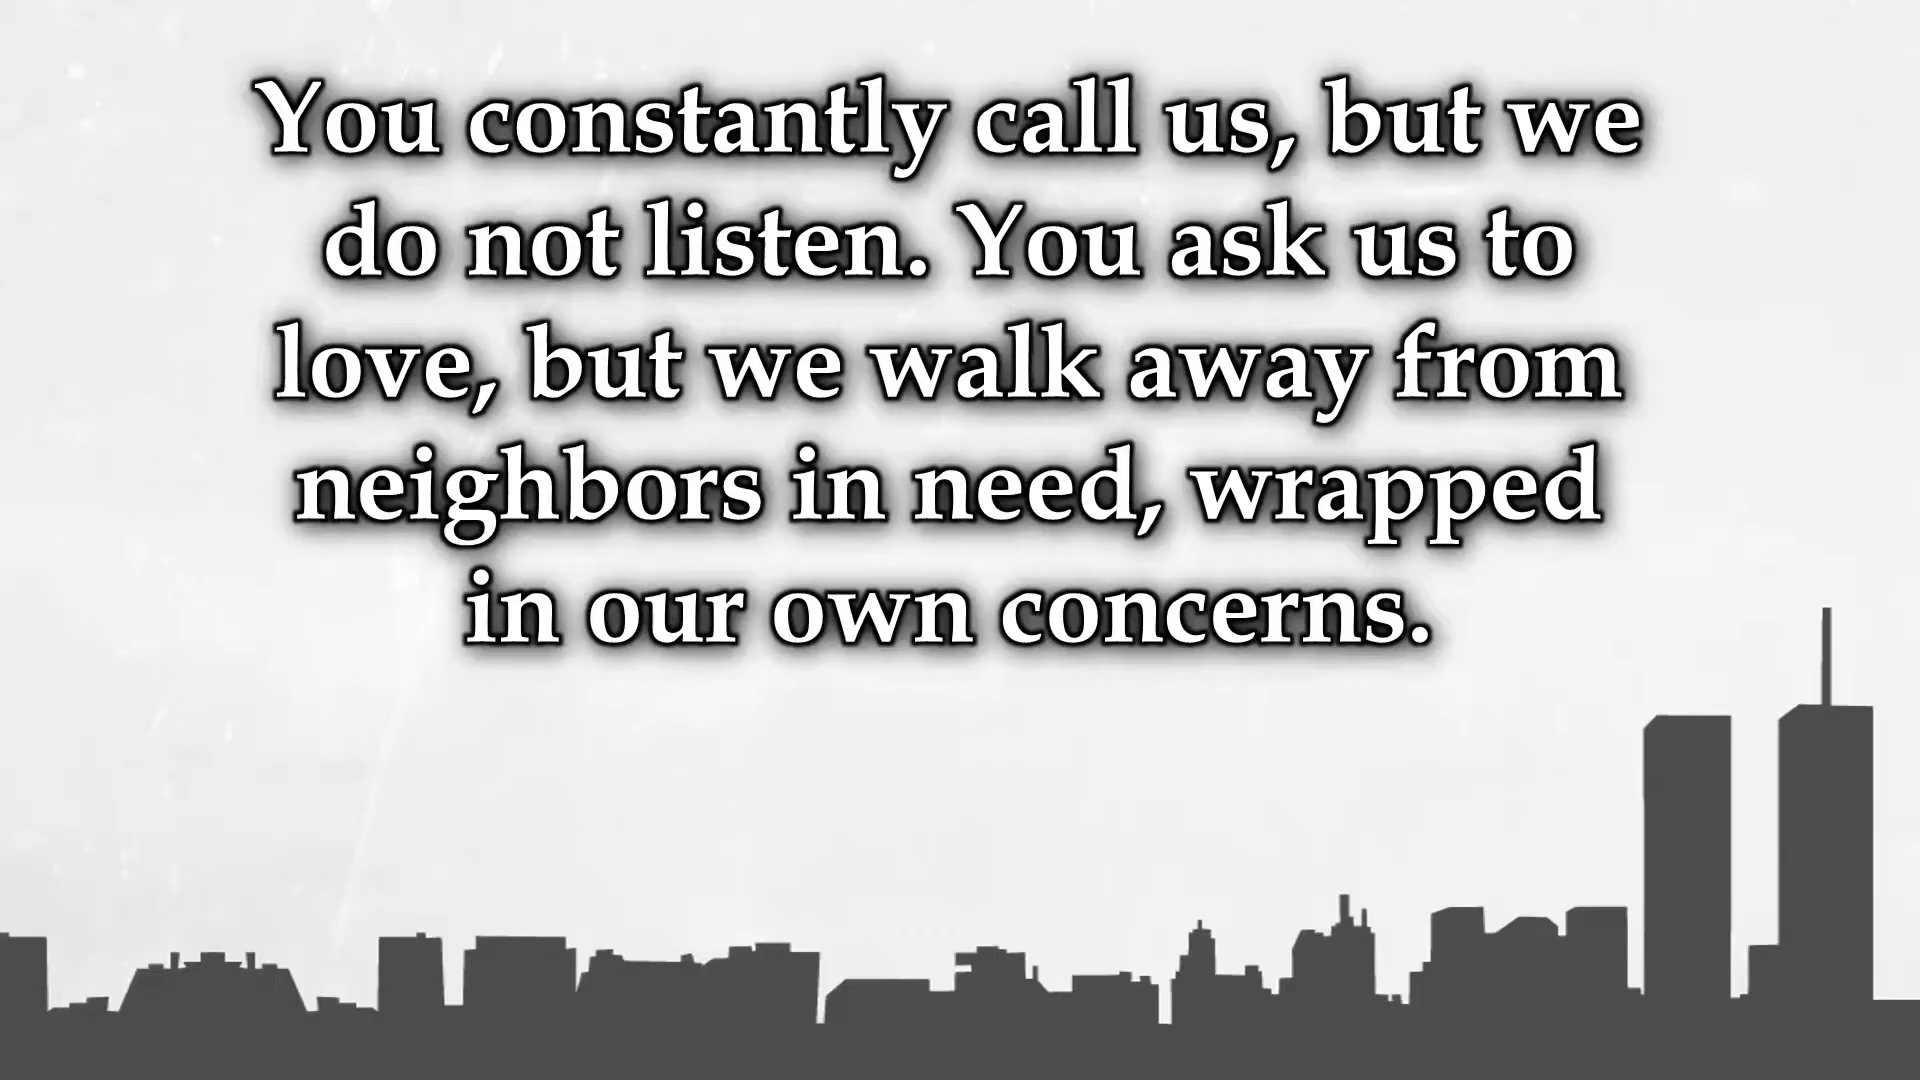 You constantly call us, but we
do not listen. You ask us to
love, but we walk away from
neighbors in need, wrapped
in our own concerns.